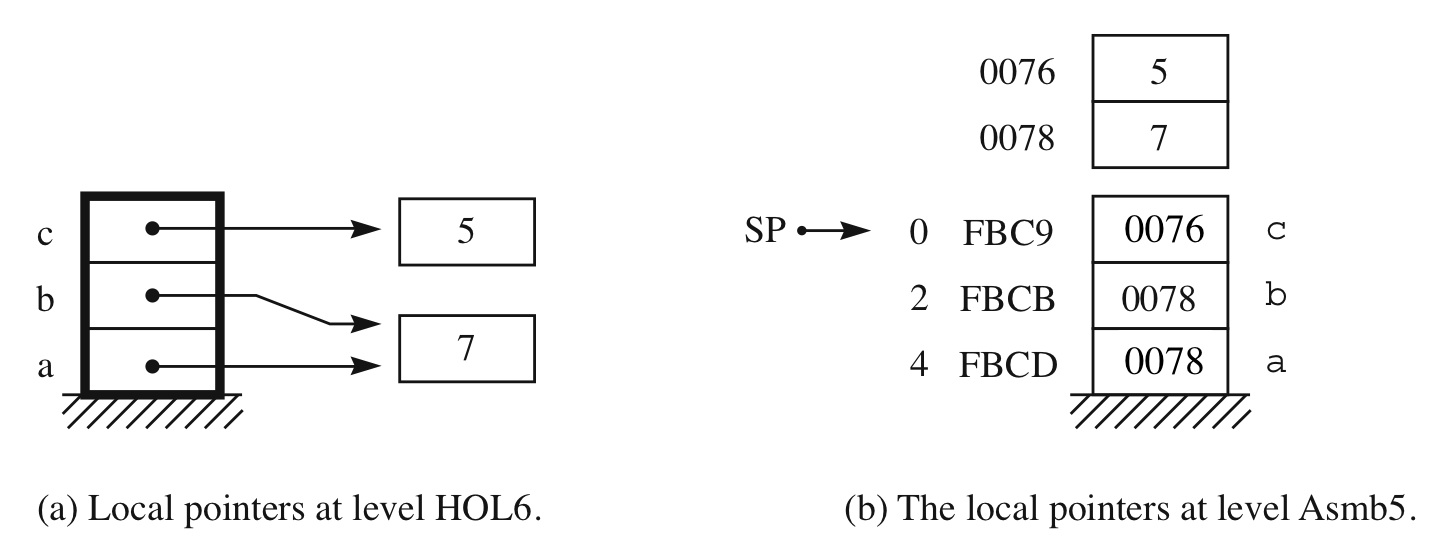 c
5
b
7
a
(a) Local pointers at level HOL6.
0076 5
0078 7
SP 0 FBC9 0076 c
2 FBCB 0078 b
4 FBCD 0078 a
(b) The local pointers at level Asmb5.